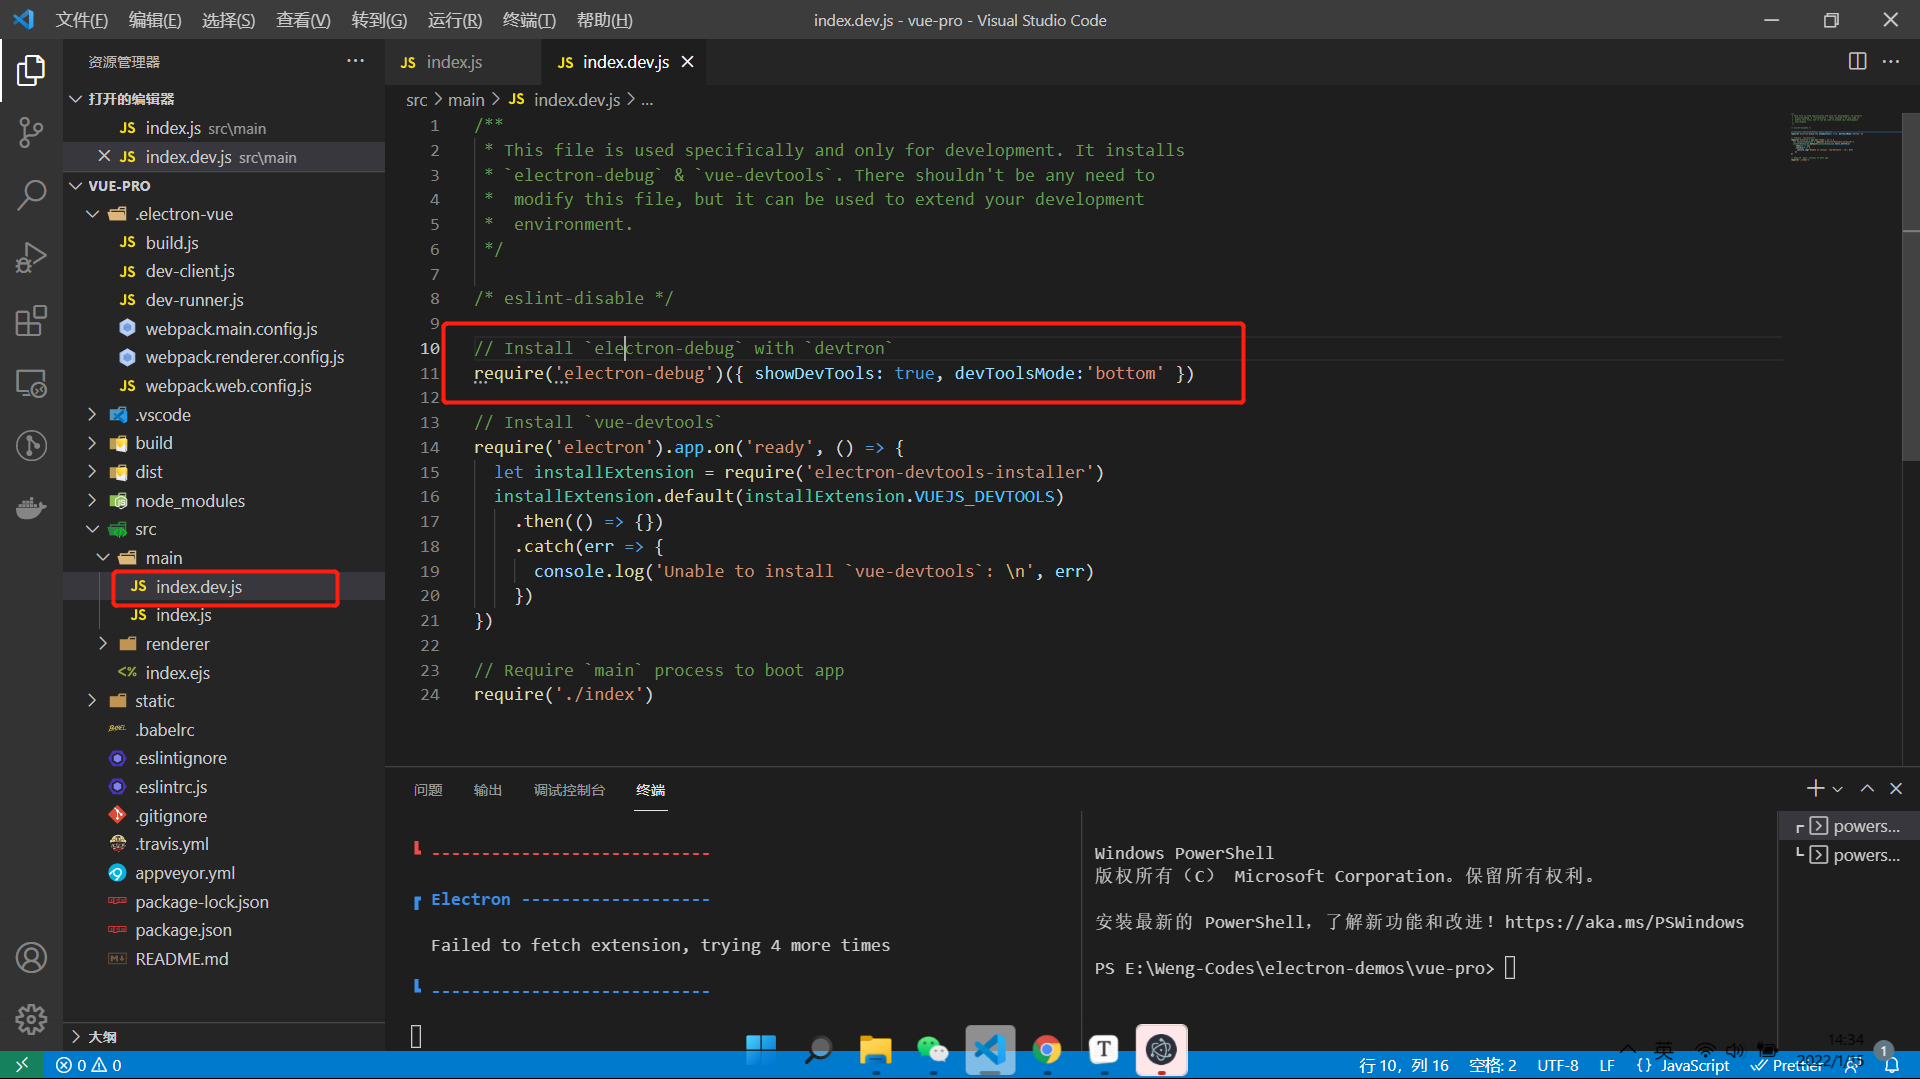 文件(F) 编辑(E) 选择(S) 查看(V) 转到(G) 运行(R) 终端(T) 帮助(H) index.dev.js - vue-pro - Visual Studio Code
资源管理器 ···
打开的编辑器
JS index.js src\main
JS index.dev.js src\main
VUE-PRO
.electron-vue
JS build.js
JS dev-client.js
JS dev-runner.js
webpack.main.config.js
webpack.renderer.config.js
JS webpack.web.config.js
.vscode
build
dist
node_modules
src
main
JS index.dev.js
JS index.js
renderer
<% index.ejs
static
.babelrc
.eslintignore
.eslintrc.js
.gitignore
.travis.yml
appveyor.yml
package-lock.json
package.json
README.md
大纲
JS index.js JS index.dev.js
src > main > JS index.dev.js > ...
1 /**
2 * This file is used specifically and only for development. It installs
3 * `electron-debug` & `vue-devtools`. There shouldn't be any need to
4 *  modify this file, but it can be used to extend your development
5 *  environment.
6 */
7
8 /* eslint-disable */
9
10 // Install `electron-debug` with `devtron`
11 require('electron-debug')({ showDevTools: true, devToolsMode:'bottom' })
12
13 // Install `vue-devtools`
14 require('electron').app.on('ready', () => {
15 let installExtension = require('electron-devtools-installer')
16 installExtension.default(installExtension.VUEJS_DEVTOOLS)
17 .then(() => {})
18 .catch(err => {
19 console.log('Unable to install `vue-devtools`: \n', err)
20 })
21 })
22
23 // Require `main` process to boot app
24 require('./index')
问题 输出 调试控制台 终端
┗ ----------------------------
┏ Electron -------------------
Failed to fetch extension, trying 4 more times
┗ ----------------------------
Windows PowerShell
版权所有（C） Microsoft Corporation。保留所有权利。
安装最新的 PowerShell，了解新功能和改进！https://aka.ms/PSWindows
PS E:\Weng-Codes\electron-demos\vue-pro>
powers...
powers...
0 0
行 10，列 16 空格: 2 UTF-8 LF {} JavaScript Prettier
英
14:34
1